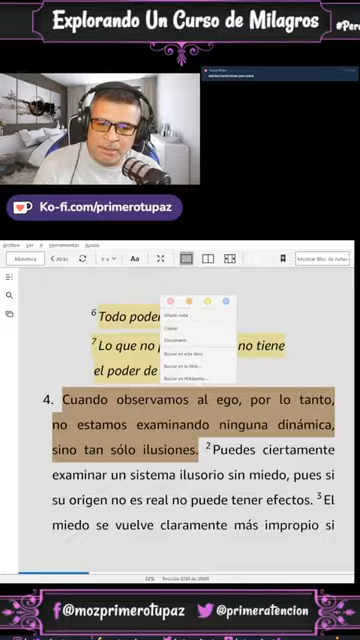 Explorando Un Curso de Milagros
#Per
Ko-fi.com/primerotupaz
Archivo Ver Ir a Herramientas Ayuda
Biblioteca
Atrás
Ir a
Aa
Mostrar Bloc de notas
6 Todo poder
7 Lo que no no tiene
el poder de
Añadir nota
Copiar
Diccionario
Buscar en este libro
Buscar en la libre...
Buscar en Wikipedia...
4. Cuando observamos al ego, por lo tanto,
no estamos examinando ninguna dinámica,
sino tan sólo ilusiones. 2 Puedes ciertamente
examinar un sistema ilusorio sin miedo, pues si
su origen no es real no puede tener efectos. 3 El
miedo se vuelve claramente más impropio si
22%
@mozprimerotupaz
@primeratencion